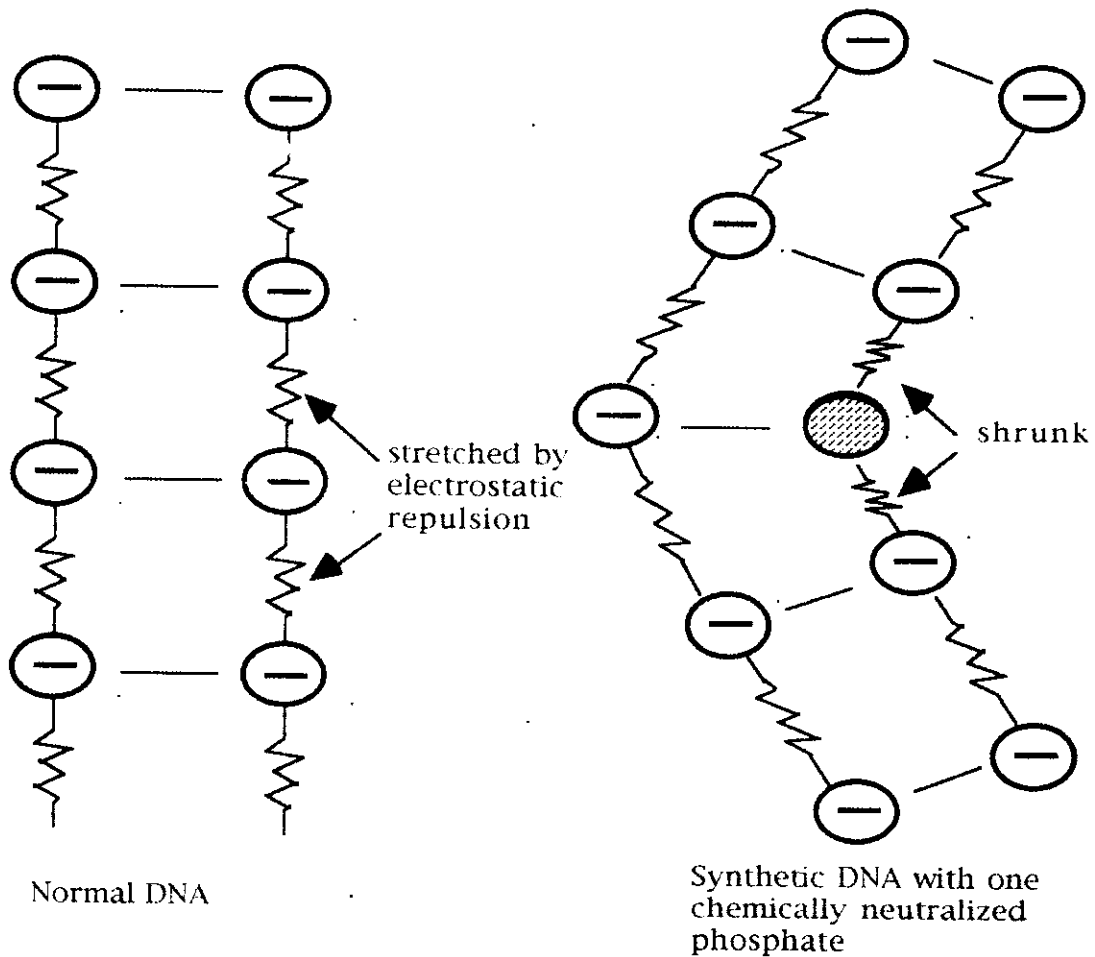 stretched by
electrostatic
repulsion
shrunk
Normal DNA
Synthetic DNA with one
chemically neutralized
phosphate